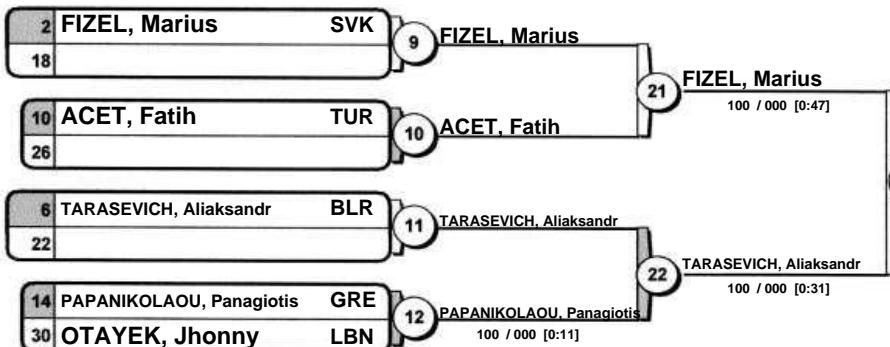 2 FIZEL, Marius SVK
18
9 FIZEL, Marius
10 ACET, Fatih TUR
26
10 ACET, Fatih
21 FIZEL, Marius
100 / 000 [0:47]
6 TARASEVICH, Aliaksandr BLR
22
11 TARASEVICH, Aliaksandr
14 PAPANIKOLAOU, Panagiotis GRE
30 OTAYEK, Jhonny LBN
12 PAPANIKOLAOU, Panagiotis
100 / 000 [0:11]
22 TARASEVICH, Aliaksandr
100 / 000 [0:31]